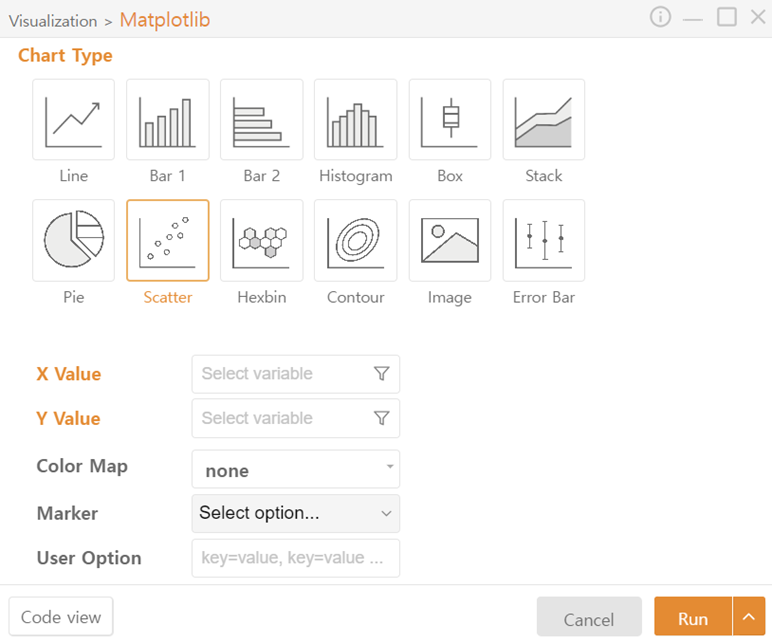 Visualization > Matplotlib
Chart Type
Line Bar 1 Bar 2 Histogram Box Stack
Pie Scatter Hexbin Contour Image Error Bar
X Value Select variable
Y Value Select variable
Color Map none
Marker Select option...
User Option key=value, key=value ...
Code view Cancel Run